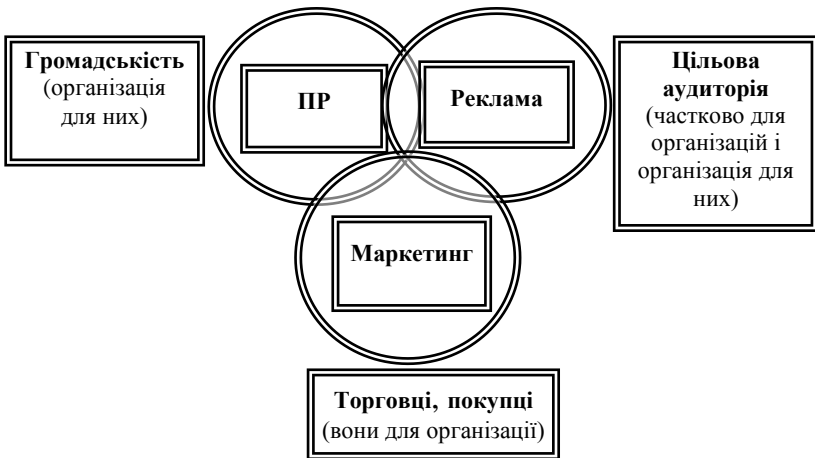 Громадськість
(організація
для них)
ПР
Реклама
Цільова
аудиторія
(частково для
організацій і
організація для
них)
Маркетинг
Торговці, покупці
(вони для організації)